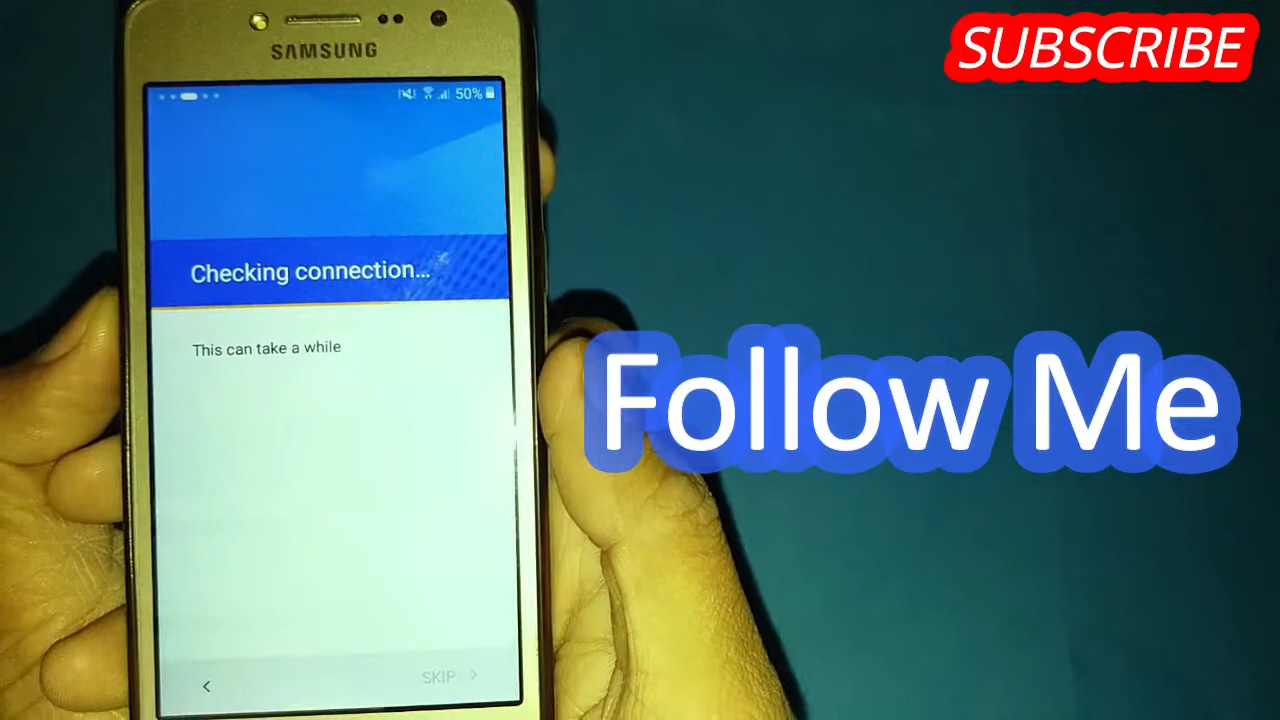 SAMSUNG
50%
Checking connection...
This can take a while
SKIP
SUBSCRIBE
Follow Me